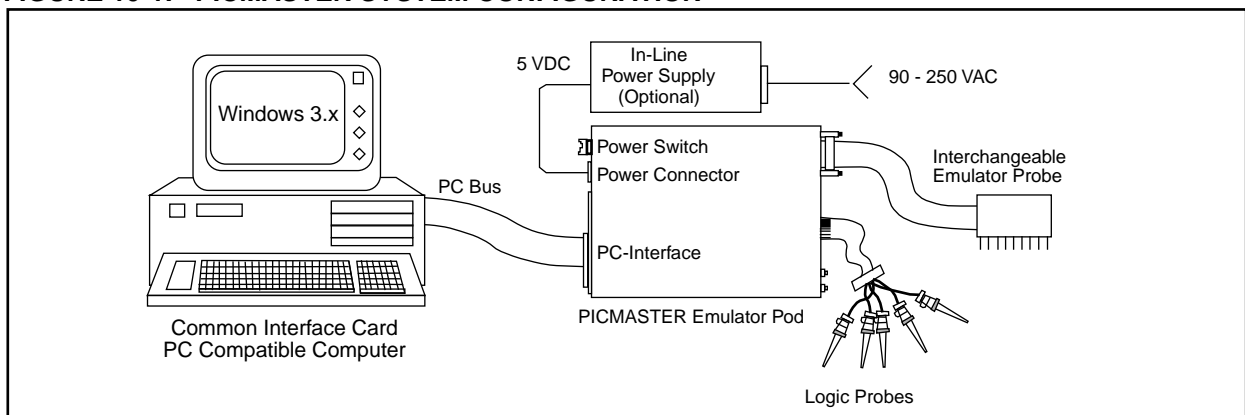 FIGURE 10-1: PICMASTER SYSTEM CONFIGURATION
Windows 3.x
5 VDC
In-Line
Power Supply
(Optional)
90 - 250 VAC
Power Switch
Power Connector
PC Bus
PC-Interface
Interchangeable
Emulator Probe
Common Interface Card
PC Compatible Computer
PICMASTER Emulator Pod
Logic Probes